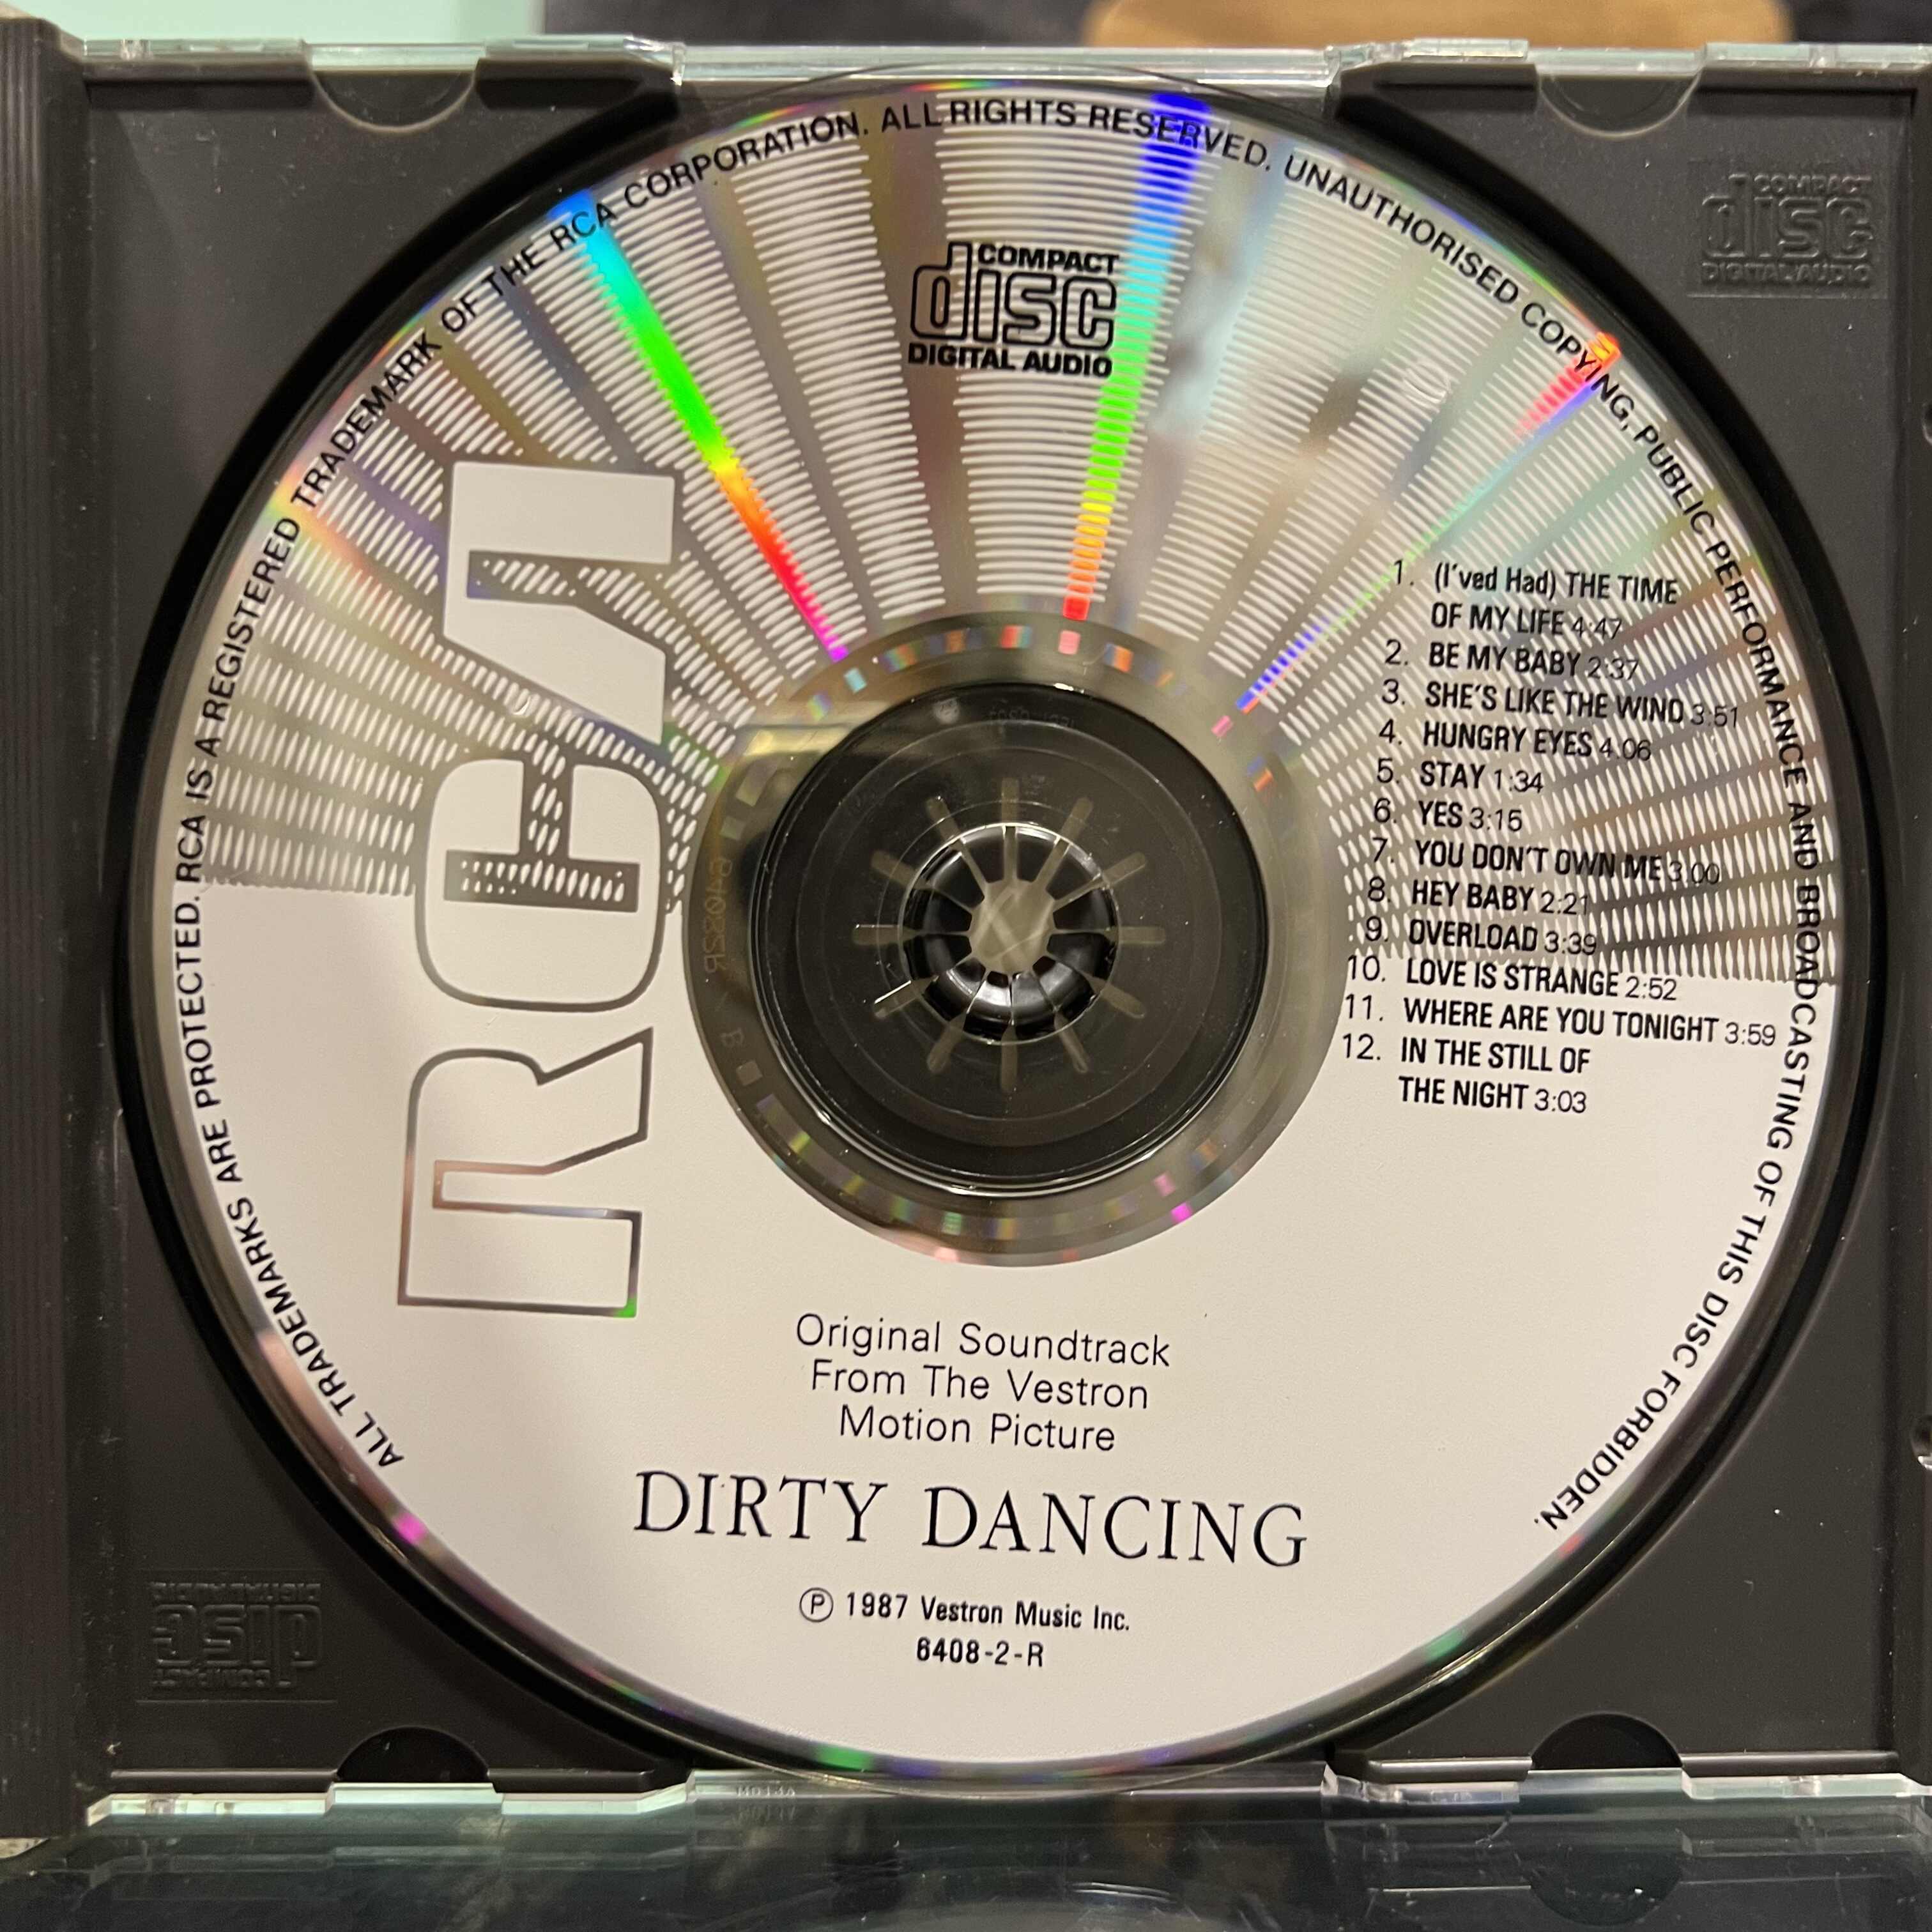 ALL TRADEMARKS ARE PROTECTED. RCA IS A REGISTERED TRADEMARK OF THE RCA CORPORATION. ALL RIGHTS RESERVED. UNAUTHORISED COPYING, PUBLIC PERFORMANCE AND BROADCASTING OF THIS DISC FORBIDDEN.
COMPACT
disc
DIGITAL AUDIO
COMPACT
disc
DIGITAL AUDIO
RCA
1. (I'ved Had) THE TIME
OF MY LIFE 4:47
2. BE MY BABY 2:37
3. SHE'S LIKE THE WIND 3:51
4. HUNGRY EYES 4:06
5. STAY 1:34
6. YES 3:15
7. YOU DON'T OWN ME 3:00
8. HEY BABY 2:21
9. OVERLOAD 3:39
10. LOVE IS STRANGE 2:52
11. WHERE ARE YOU TONIGHT 3:59
12. IN THE STILL OF
THE NIGHT 3:03
Original Soundtrack
From The Vestron
Motion Picture
DIRTY DANCING
Ⓟ 1987 Vestron Music Inc.
6408-2-R
COMPACT
disc
DIGITAL AUDIO